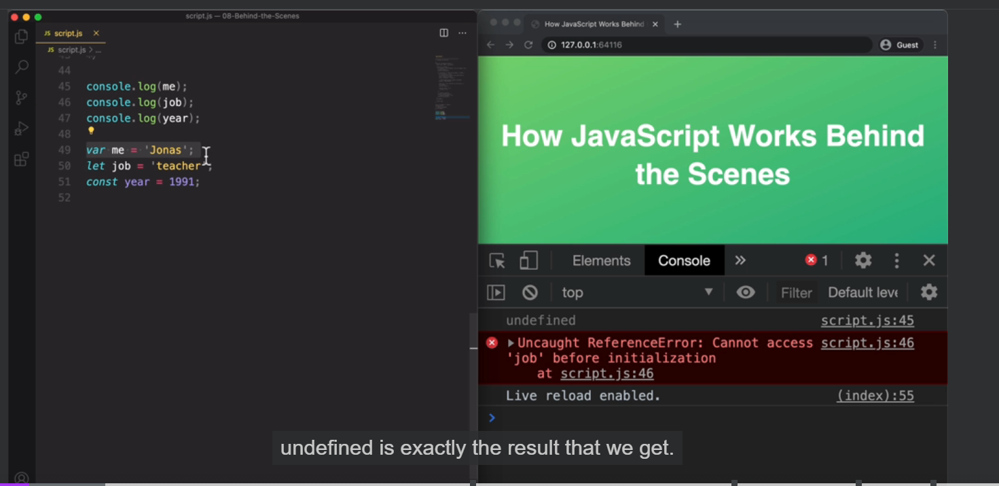 script.js — 08-Behind-the-Scenes
JS script.js ×
JS script.js > ...
44
45 console.log(me);
46 console.log(job);
47 console.log(year);
48
49 var me = 'Jonas';
50 let job = 'teacher';
51 const year = 1991;
52
How JavaScript Works Behind × +
127.0.0.1:64116 Guest
How JavaScript Works Behind
the Scenes
Elements Console » 1
top Filter Default leve
undefined script.js:45
Uncaught ReferenceError: Cannot access script.js:46
'job' before initialization
at script.js:46
Live reload enabled. (index):55
undefined is exactly the result that we get.